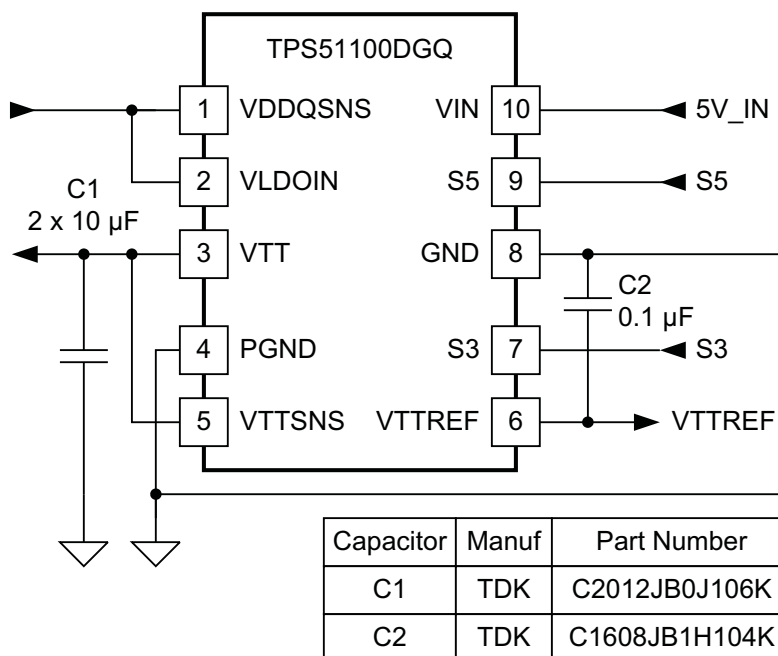 TPS51100DGQ
1 VDDQSNS VIN 10 5V_IN
2 VLDOIN S5 9 S5
C1
2 x 10 µF
3 VTT GND 8
C2
0.1 µF
4 PGND S3 7 S3
5 VTTSNS VTTREF 6 VTTREF
Capacitor Manuf Part Number
C1 TDK C2012JB0J106K
C2 TDK C1608JB1H104K